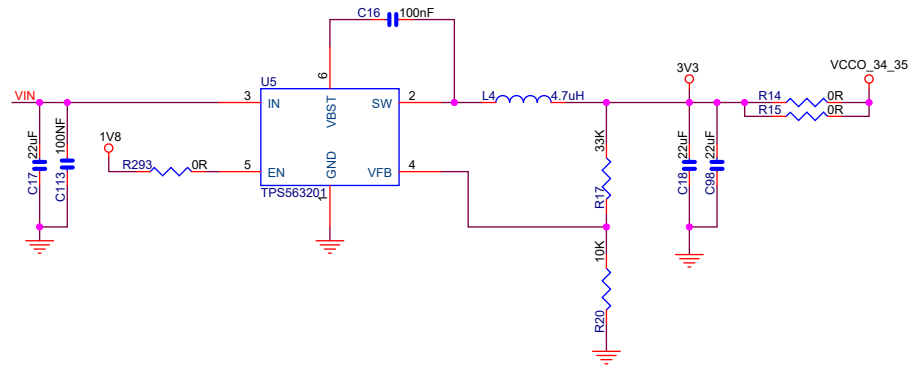 C16 100nF
U5
6
VIN
3 IN
VBST
SW 2
L4 4.7uH
3V3
VCCO_34_35
R14 0R
R15 0R
22uF
C17
100NF
C113
1V8
R293 0R
5 EN
GND
VFB 4
TPS563201
1
33K
R17
22uF
C18
22uF
C98
10K
R20